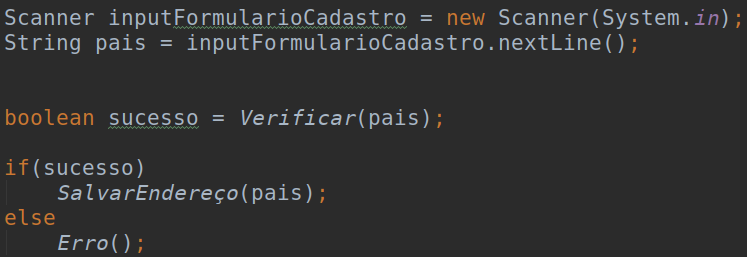 Scanner inputFormularioCadastro = new Scanner(System.in);
String pais = inputFormularioCadastro.nextLine();
boolean sucesso = Verificar(pais);
if(sucesso)
SalvarEndereço(pais);
else
Erro();